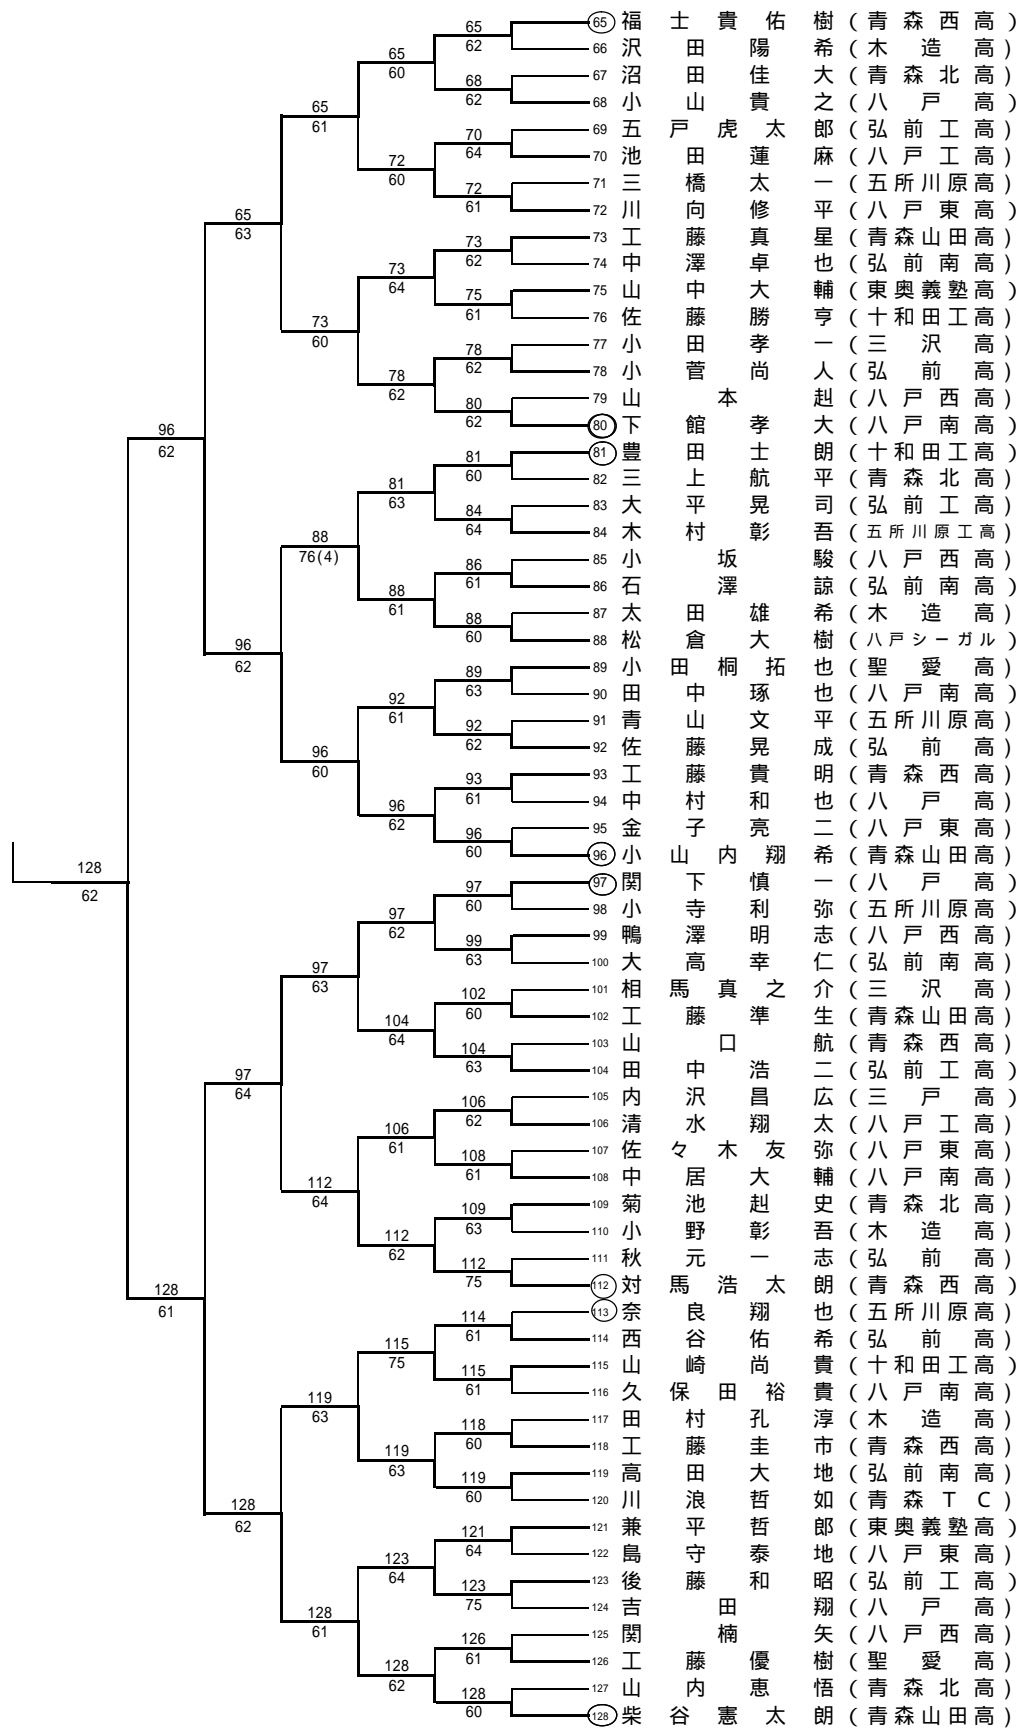 65 福士貴佑樹 (青森西高)
66 沢田陽希 (木造高)
67 沼田佳大 (青森北高)
68 小山貴之 (八戸高)
69 五戸虎太郎 (弘前工高)
70 池田蓮麻 (八戸工高)
71 三橋太一 (五所川原高)
72 川向修平 (八戸東高)
73 工藤真星 (青森山田高)
74 中澤卓也 (弘前南高)
75 山中大輔 (東奥義塾高)
76 佐藤勝亨 (十和田工高)
77 小田孝一 (三沢高)
78 小菅尚人 (弘前高)
79 山本赳 (八戸西高)
80 下館孝大 (八戸南高)
81 豊田士朗 (十和田工高)
82 三上航平 (青森北高)
83 大平晃司 (弘前工高)
84 木村彰吾 (五所川原工高)
85 小坂駿 (八戸西高)
86 石澤諒 (弘前南高)
87 太田雄希 (木造高)
88 松倉大樹 (八戸シーガル)
89 小田桐拓也 (聖愛高)
90 田中琢也 (八戸南高)
91 青山文平 (五所川原高)
92 佐藤晃成 (弘前高)
93 工藤貴明 (青森西高)
94 中村和也 (八戸高)
95 金子亮二 (八戸東高)
96 小山内翔希 (青森山田高)
97 関下慎一 (八戸高)
98 小寺利弥 (五所川原高)
99 鴨澤明志 (八戸西高)
100 大高幸仁 (弘前南高)
101 相馬真之介 (三沢高)
102 工藤準生 (青森山田高)
103 山口航 (青森西高)
104 田中浩二 (弘前工高)
105 内沢昌広 (三戸高)
106 清水翔太 (八戸工高)
107 佐々木友弥 (八戸東高)
108 中居大輔 (八戸南高)
109 菊池赳史 (青森北高)
110 小野彰吾 (木造高)
111 秋元一志 (弘前高)
112 対馬浩太朗 (青森西高)
113 奈良翔也 (五所川原高)
114 西谷佑希 (弘前高)
115 山崎尚貴 (十和田工高)
116 久保田裕貴 (八戸南高)
117 田村孔淳 (木造高)
118 工藤圭市 (青森西高)
119 高田大地 (弘前南高)
120 川浪哲如 (青森TC)
121 兼平哲郎 (東奥義塾高)
122 島守泰地 (八戸東高)
123 後藤和昭 (弘前工高)
124 吉田翔 (八戸高)
125 関楠矢 (八戸西高)
126 工藤優樹 (聖愛高)
127 山内恵悟 (青森北高)
128 柴谷憲太朗 (青森山田高)
65
62
68
62
70
64
72
61
73
62
75
61
78
62
80
62
81
60
84
64
86
61
88
60
89
63
92
62
93
61
96
60
97
60
99
63
102
60
104
63
106
62
108
61
109
63
112
75
114
61
115
61
118
60
119
60
121
64
123
75
126
61
128
60
65
60
72
60
73
64
78
62
81
63
88
61
92
61
96
62
97
62
104
64
106
61
112
62
115
75
119
63
123
64
128
62
65
61
73
60
88
76(4)
96
60
97
63
112
64
119
63
128
61
65
63
96
62
97
64
128
62
96
62
128
61
128
62